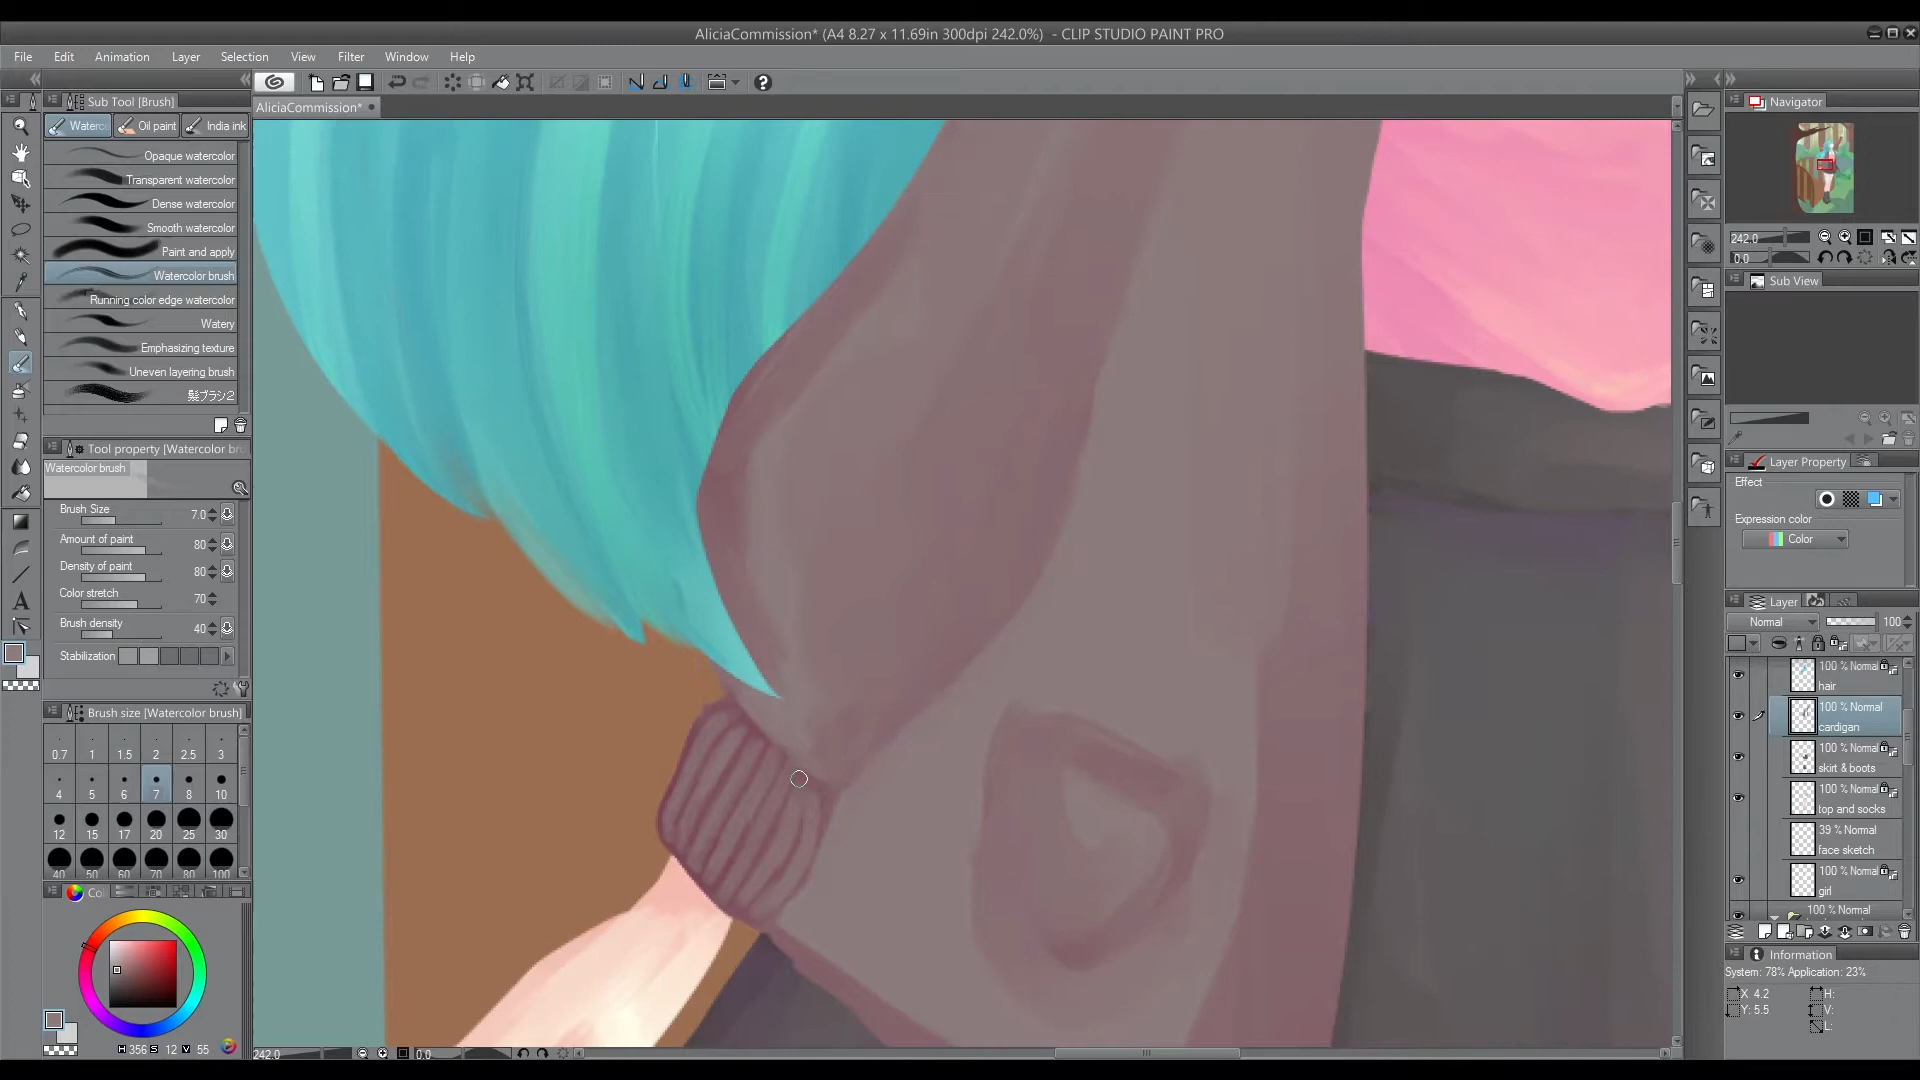 AliciaCommission* (A4 8.27 x 11.69in 300dpi 242.0%) - CLIP STUDIO PAINT PRO
File Edit Animation Layer Selection View Filter Window Help
Sub Tool [Brush]
AliciaCommission*
Navigator
Waterc Oil paint India ink
Opaque watercolor
Transparent watercolor
Dense watercolor
Smooth watercolor
Paint and apply
Watercolor brush
Running color edge watercolor
Watery
Emphasizing texture
Uneven layering brush
髪ブラシ2
242.0
0.0
Sub View
Tool property [Watercolor br
Watercolor brush
Brush Size 7.0
Amount of paint 80
Density of paint 80
Color stretch 70
Brush density 40
Stabilization
Layer Property
Effect
Expression color
Color
Layer
Normal 100
100 % Normal
hair
100 % Normal
cardigan
100 % Normal
skirt & boots
100 % Normal
top and socks
39 % Normal
face sketch
100 % Normal
girl
100 % Normal
Brush size [Watercolor brush]
0.7 1 1.5 2 2.5 3
4 5 6 7 8 10
12 15 17 20 25 30
40 50 60 70 80 100
Co
H 356 S 12 V 55
242.0 0.0
Information
System: 78% Application: 23%
X 4.2 H:
Y: 5.5 V:
L: